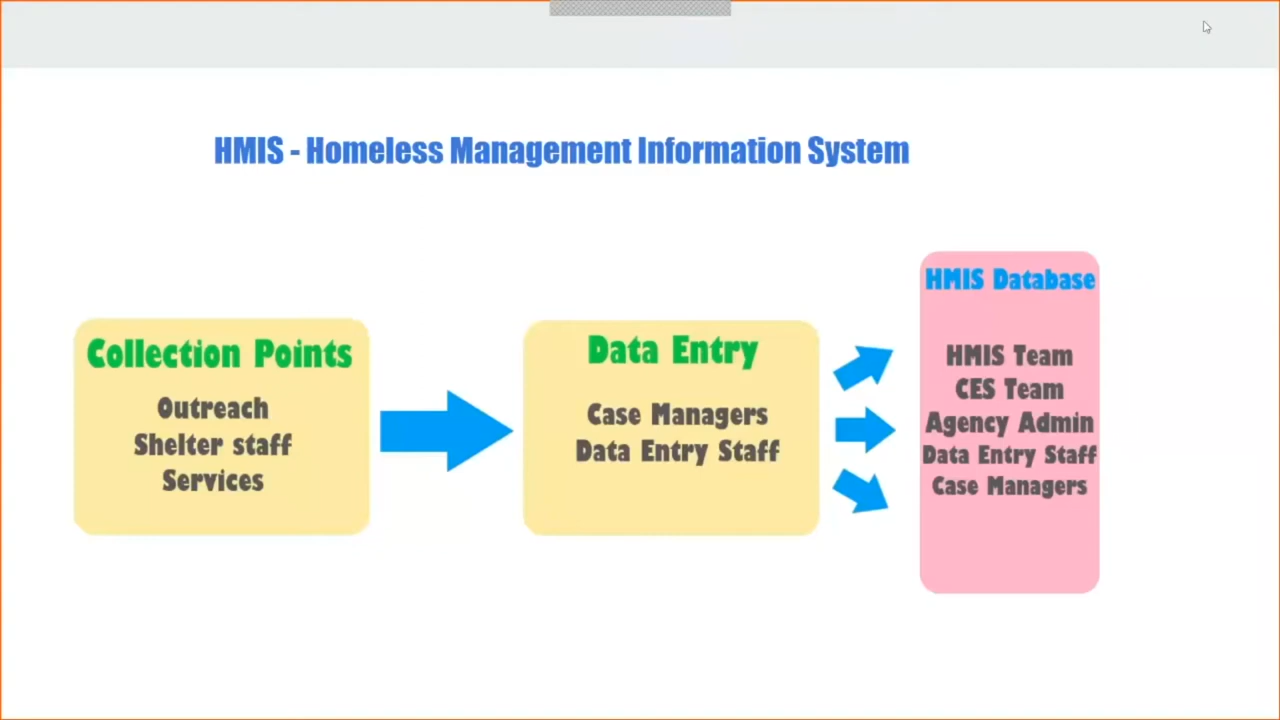 HMIS - Homeless Management Information System
Collection Points
Outreach
Shelter staff
Services
Data Entry
Case Managers
Data Entry Staff
HMIS Database
HMIS Team
CES Team
Agency Admin
Data Entry Staff
Case Managers